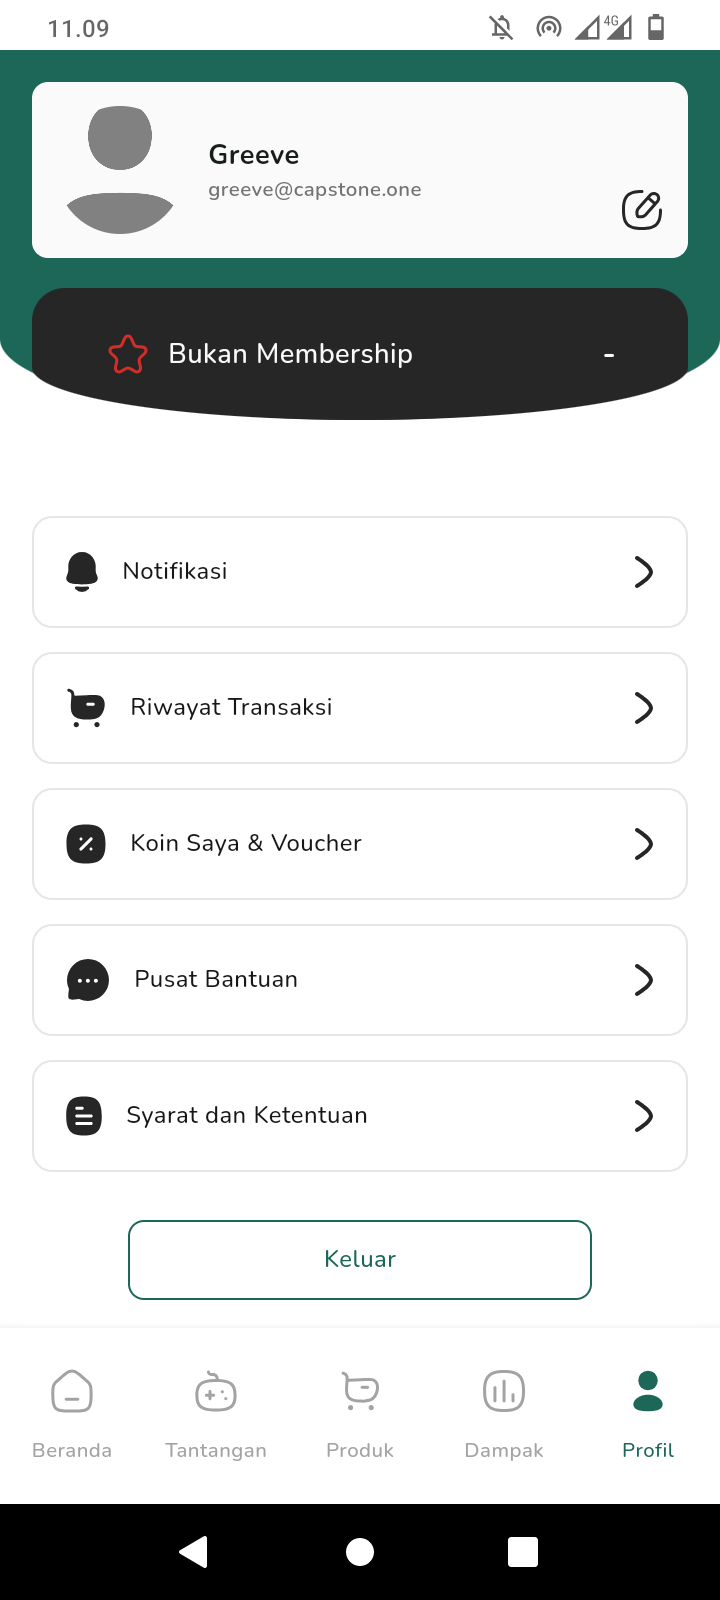 11.09
4G
Greeve
greeve@capstone.one
Bukan Membership -
Notifikasi
Riwayat Transaksi
Koin Saya & Voucher
Pusat Bantuan
Syarat dan Ketentuan
Keluar
Beranda Tantangan Produk Dampak Profil